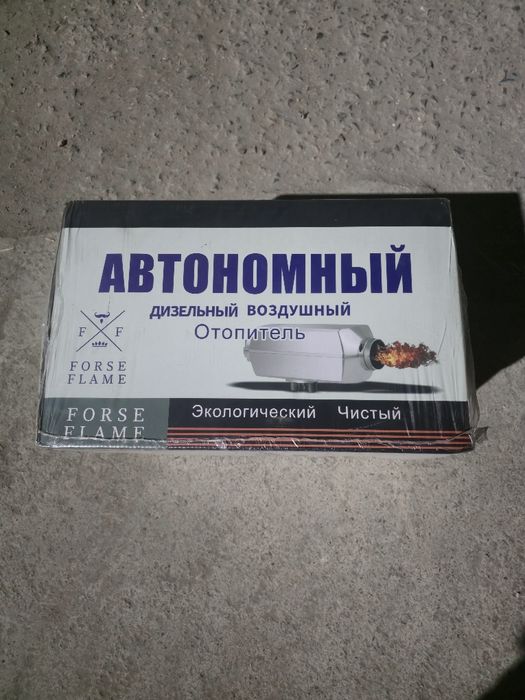 АВТОНОМНЫЙ
ДИЗЕЛЬНЫЙ ВОЗДУШНЫЙ
Отопитель
F F
FORSE
FLAME
FORSE
FLAME
Экологический Чистый